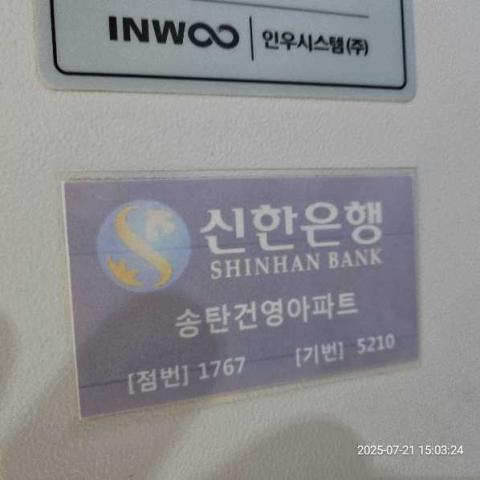 INWOO | 인우시스템(주)
신한은행
SHINHAN BANK
송탄건영아파트
[점번] 1767 [기번] 5210
2025-07-21 15:03:24